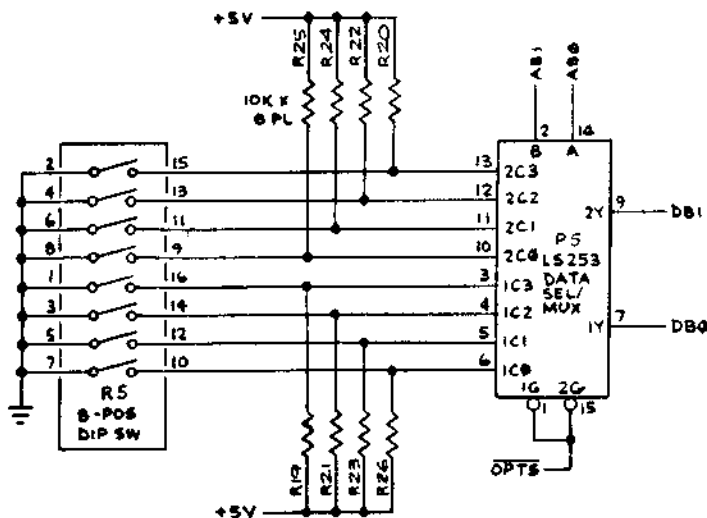 +5V
R25
R24
R22
R20
10K X
8 PL
AB1
AB0
2
14
B
A
2
15
13
2C3
4
13
12
2C2
6
11
11
2C1
8
9
10
2C0
1
16
3
1C3
3
14
4
1C2
5
12
5
1C1
7
10
6
1C0
2Y
9
DB1
P5
LS253
DATA
SEL/
MUX
1Y
7
DB0
R5
8-POS
DIP SW
1G
2G
1
15
OPTS
R19
R21
R23
R26
+5V